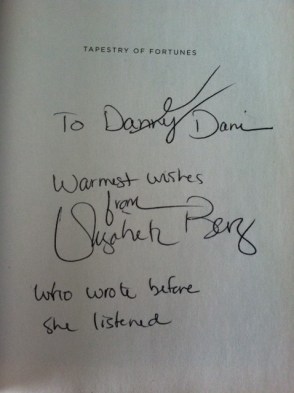 TAPESTRY OF FORTUNES
To Danny Dani
Warmest wishes
from
Elizabeth Berg
who wrote before
she listened